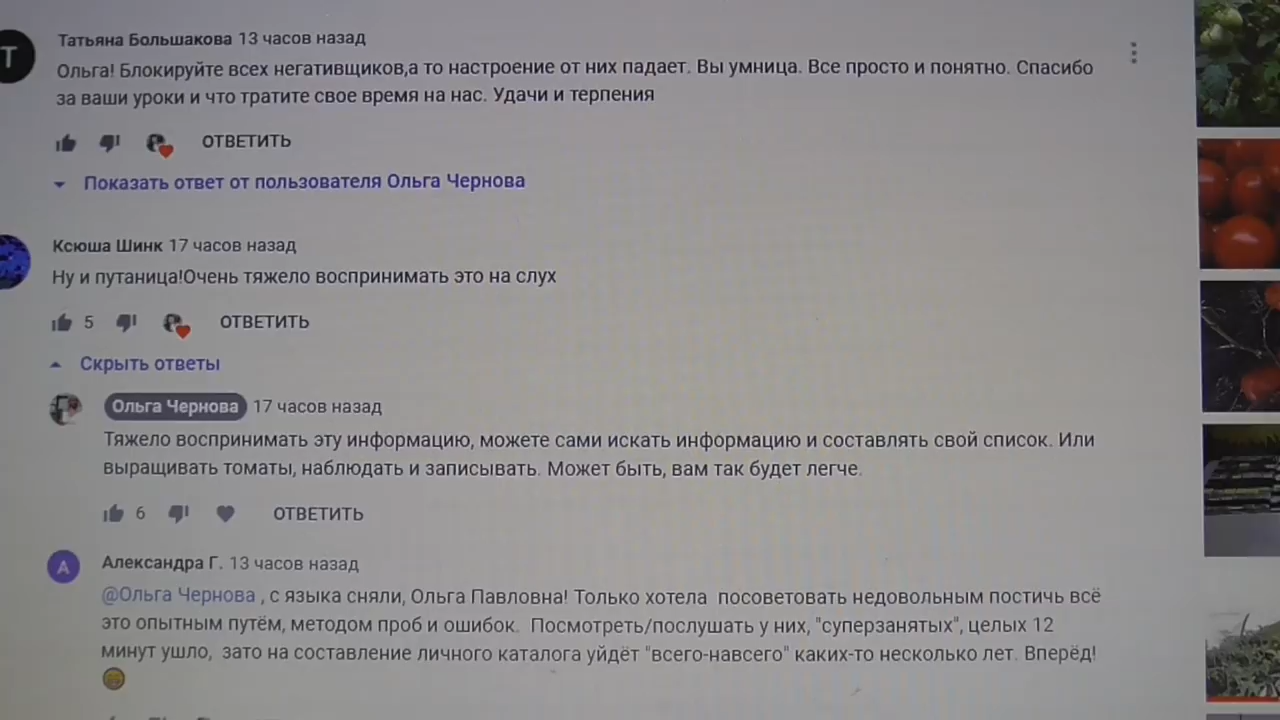 Т
Татьяна Большакова 13 часов назад
Ольга! Блокируйте всех негативщиков,а то настроение от них падает. Вы умница. Все просто и понятно. Спасибо
за ваши уроки и что тратите свое время на нас. Удачи и терпения
ОТВЕТИТЬ
Показать ответ от пользователя Ольга Чернова
Ксюша Шинк 17 часов назад
Ну и путаница!Очень тяжело воспринимать это на слух
5 ОТВЕТИТЬ
Скрыть ответы
Ольга Чернова 17 часов назад
Тяжело воспринимать эту информацию, можете сами искать информацию и составлять свой список. Или
выращивать томаты, наблюдать и записывать. Может быть, вам так будет легче.
6 ОТВЕТИТЬ
А
Александра Г. 13 часов назад
@Ольга Чернова , с языка сняли, Ольга Павловна! Только хотела посоветовать недовольным постичь всё
это опытным путём, методом проб и ошибок. Посмотреть/послушать у них, "суперзанятых", целых 12
минут ушло, зато на составление личного каталога уйдёт "всего-навсего" каких-то несколько лет. Вперёд!